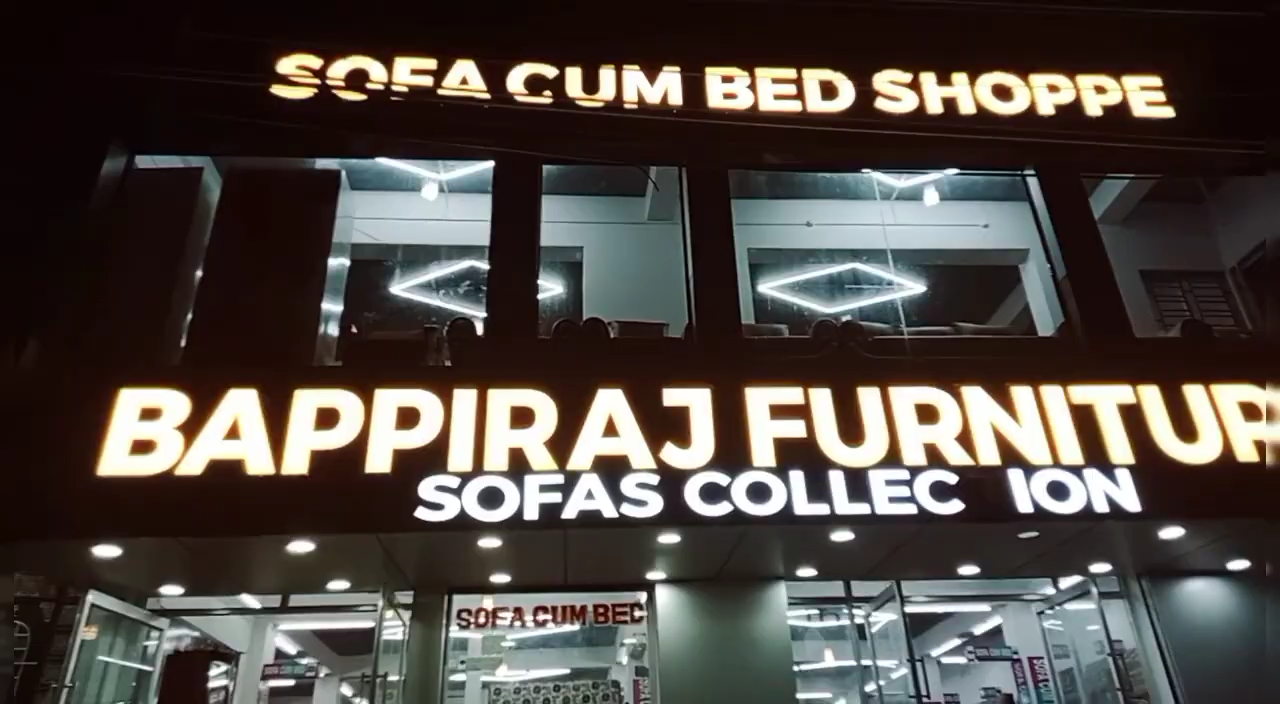 SOFA CUM BED SHOPPE
BAPPIRAJ FURNITUR
SOFAS COLLEC ION
SOFA CUM BED